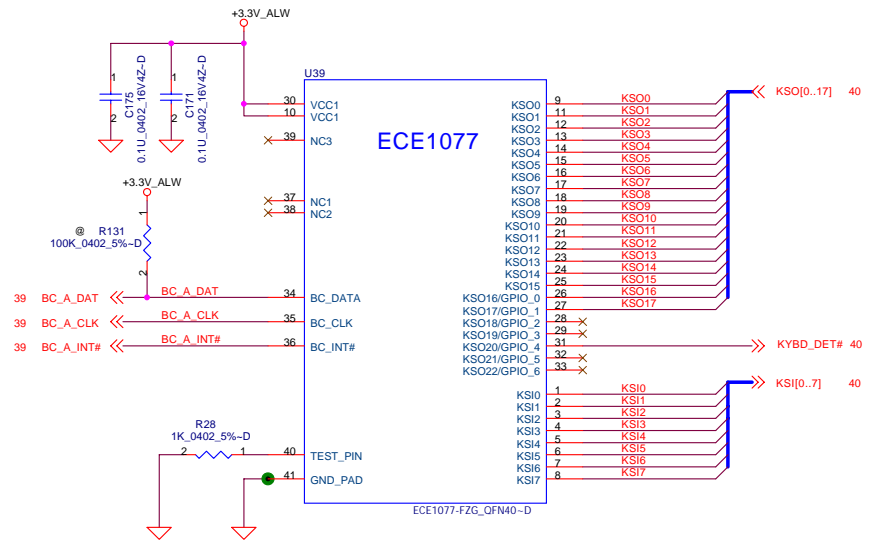 +3.3V_ALW
1
2
C175
0.1U_0402_16V4Z~D
1
2
C171
0.1U_0402_16V4Z~D
+3.3V_ALW
1
@ R131
100K_0402_5%~D
2
39 BC_A_DAT BC_A_DAT
39 BC_A_CLK BC_A_CLK
39 BC_A_INT# BC_A_INT#
R28
1K_0402_5%~D
2 1
U39
ECE1077
30 VCC1
10 VCC1
39 NC3
37 NC1
38 NC2
34 BC_DATA
35 BC_CLK
36 BC_INT#
40 TEST_PIN
41 GND_PAD
KSO0 9 KSO0
KSO1 11 KSO1
KSO2 12 KSO2
KSO3 13 KSO3
KSO4 14 KSO4
KSO5 15 KSO5
KSO6 16 KSO6
KSO7 17 KSO7
KSO8 18 KSO8
KSO9 19 KSO9
KSO10 20 KSO10
KSO11 21 KSO11
KSO12 22 KSO12
KSO13 23 KSO13
KSO14 24 KSO14
KSO15 25 KSO15
KSO16/GPIO_0 26 KSO16
KSO17/GPIO_1 27 KSO17
KSO18/GPIO_2 28
KSO19/GPIO_3 29
KSO20/GPIO_4 31
KSO21/GPIO_5 32
KSO22/GPIO_6 33
KSI0 1 KSI0
KSI1 2 KSI1
KSI2 3 KSI2
KSI3 4 KSI3
KSI4 5 KSI4
KSI5 6 KSI5
KSI6 7 KSI6
KSI7 8 KSI7
ECE1077-FZG_QFN40~D
KSO[0..17] 40
KYBD_DET# 40
KSI[0..7] 40